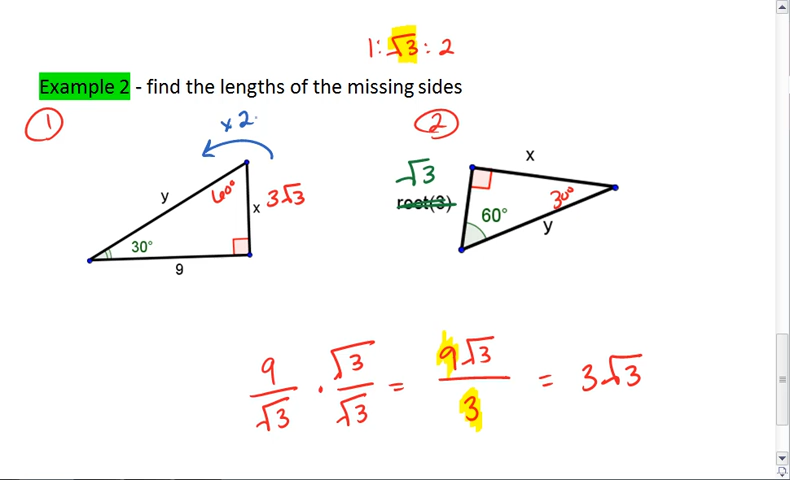 1:√3:2
Example 2 - find the lengths of the missing sides
1
x2
y
60°
x
3√3
30°
9
2
x
√3
root(3)
60°
30°
y
9/√3 · √3/√3 = 9√3/3 = 3√3